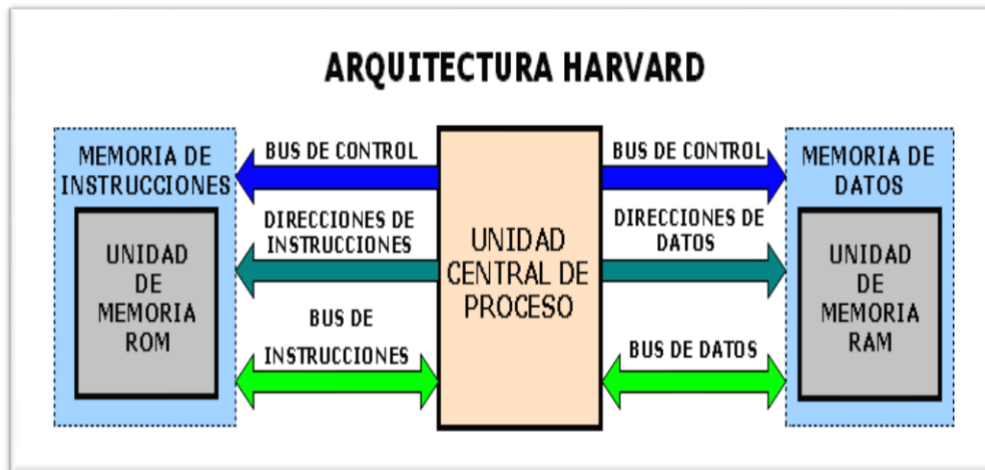 ARQUITECTURA HARVARD
MEMORIA DE
INSTRUCCIONES
UNIDAD
DE
MEMORIA
ROM
BUS DE CONTROL
DIRECCIONES DE
INSTRUCCIONES
BUS DE
INSTRUCCIONES
UNIDAD
CENTRAL DE
PROCESO
BUS DE CONTROL
DIRECCIONES DE
DATOS
BUS DE DATOS
MEMORIA DE
DATOS
UNIDAD
DE
MEMORIA
RAM